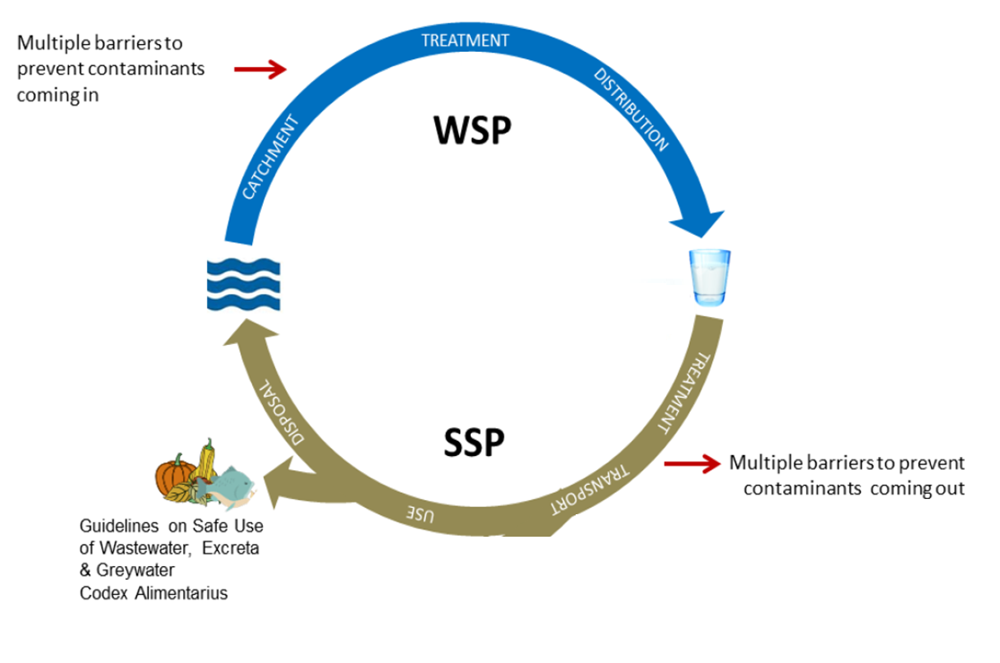 Multiple barriers to
prevent contaminants
coming in
TREATMENT
DISTRIBUTION
CATCHMENT
WSP
SSP
TREATMENT
TRANSPORT
USE
DISPOSAL
Multiple barriers to prevent
contaminants coming out
Guidelines on Safe Use
of Wastewater, Excreta
& Greywater
Codex Alimentarius